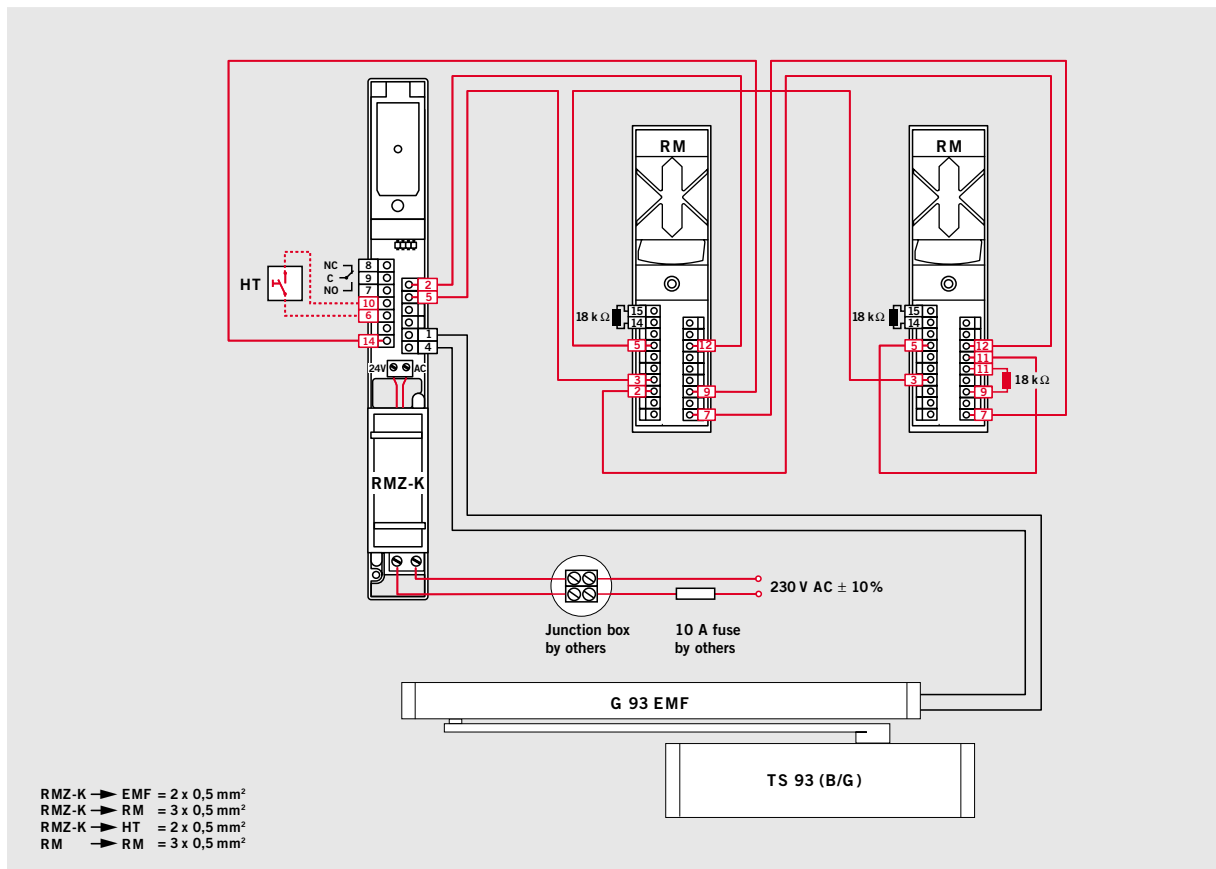 RM
RM
NC
C
NO
HT
8
9
7
10
6
14
2
5
1
4
24V
AC
RMZ-K
18 k Ω
15
14
5
3
2
12
9
7
18 k Ω
15
14
5
3
12
11
11
9
7
18 k Ω
230 V AC ± 10%
Junction box
by others
10 A fuse
by others
G 93 EMF
TS 93 (B/G)
RMZ-K → EMF = 2 x 0,5 mm²
RMZ-K → RM = 3 x 0,5 mm²
RMZ-K → HT = 2 x 0,5 mm²
RM → RM = 3 x 0,5 mm²